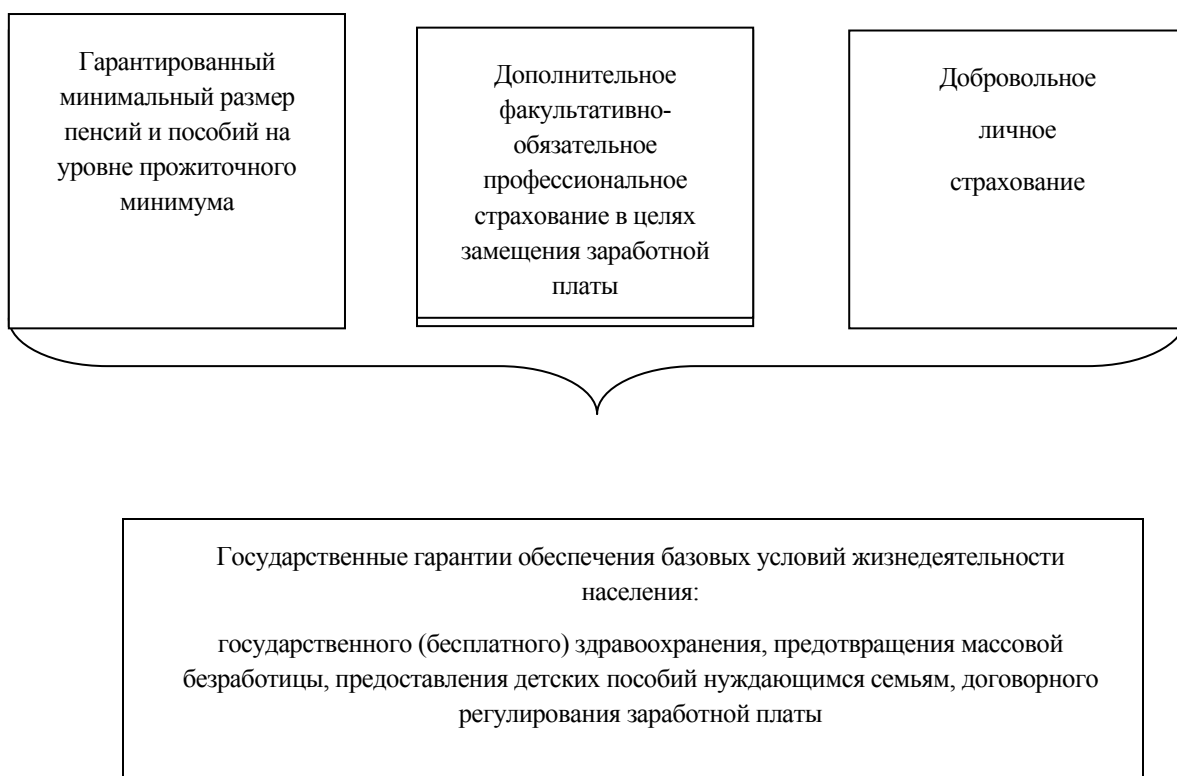 Гарантированный
минимальный размер
пенсий и пособий на
уровне прожиточного
минимума
Дополнительное
факультативно-
обязательное
профессиональное
страхование в целях
замещения заработной
платы
Добровольное
личное
страхование
Государственные гарантии обеспечения базовых условий жизнедеятельности
населения:
государственного (бесплатного) здравоохранения, предотвращения массовой
безработицы, предоставления детских пособий нуждающимся семьям, договорного
регулирования заработной платы